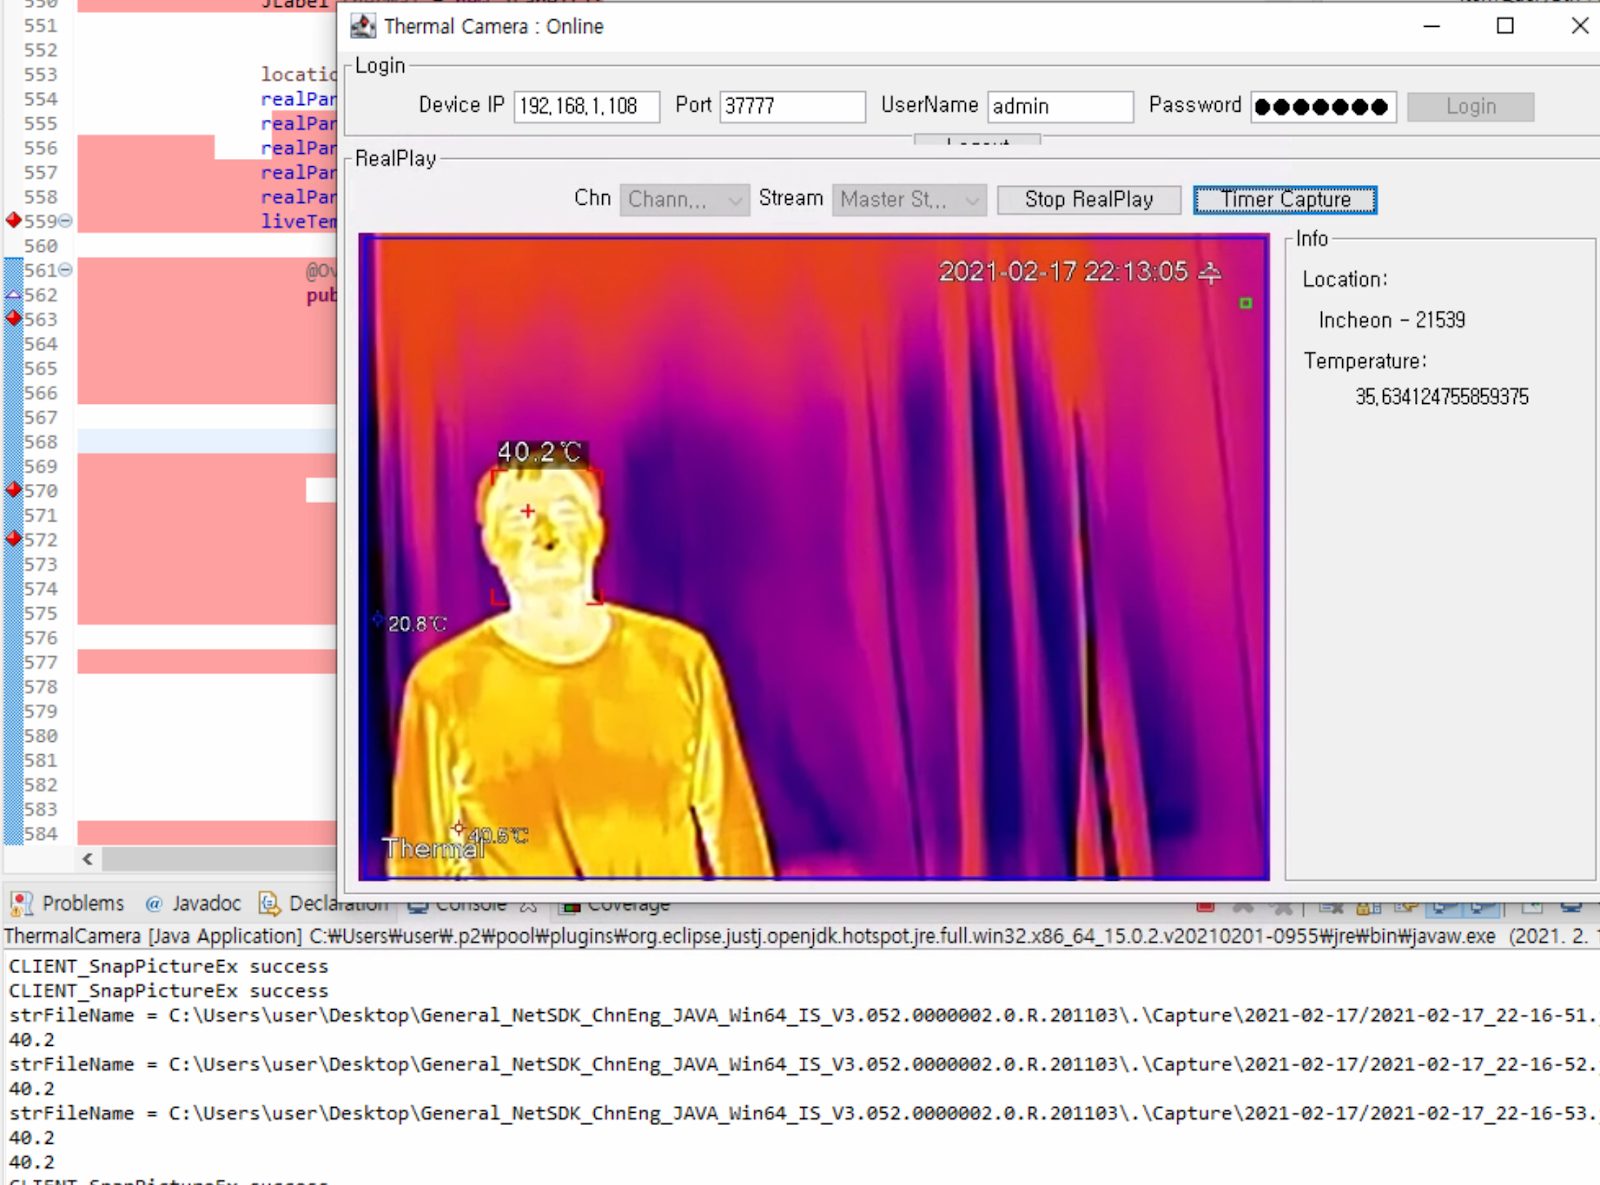 550
551
552
553 locatio
554 realPar
555 realPar
556 realPar
557 realPar
558 realPar
559 liveTem
560
561 @Ov
562 pub
563
564
565
566
567
568
569
570
571
572
573
574
575
576
577
578
579
580
581
582
583
584
Thermal Camera : Online
Login
Device IP 192,168,1,108 Port 37777 UserName admin Password ●●●●●●● Login
Logout
RealPlay
Chn Chann,,, Stream Master St,,, Stop RealPlay Timer Capture
2021-02-17 22:13:05 수
40.2℃
20.8℃
40.5℃
Thermal
Info
Location:
Incheon - 21539
Temperature:
35,634124755859375
Problems @ Javadoc Declaration Console Coverage
ThermalCamera [Java Application] C:₩Users₩user₩.p2₩pool₩plugins₩org.eclipse.justj.openjdk.hotspot.jre.full.win32.x86_64_15.0.2.v20210201-0955₩jre₩bin₩javaw.exe (2021. 2. 1
CLIENT_SnapPictureEx success
CLIENT_SnapPictureEx success
strFileName = C:\Users\user\Desktop\General_NetSDK_ChnEng_JAVA_Win64_IS_V3.052.0000002.0.R.201103\.\Capture\2021-02-17/2021-02-17_22-16-51.
40.2
strFileName = C:\Users\user\Desktop\General_NetSDK_ChnEng_JAVA_Win64_IS_V3.052.0000002.0.R.201103\.\Capture\2021-02-17/2021-02-17_22-16-52.
40.2
strFileName = C:\Users\user\Desktop\General_NetSDK_ChnEng_JAVA_Win64_IS_V3.052.0000002.0.R.201103\.\Capture\2021-02-17/2021-02-17_22-16-53.
40.2
40.2
CLIENT_SnapPictureEx success